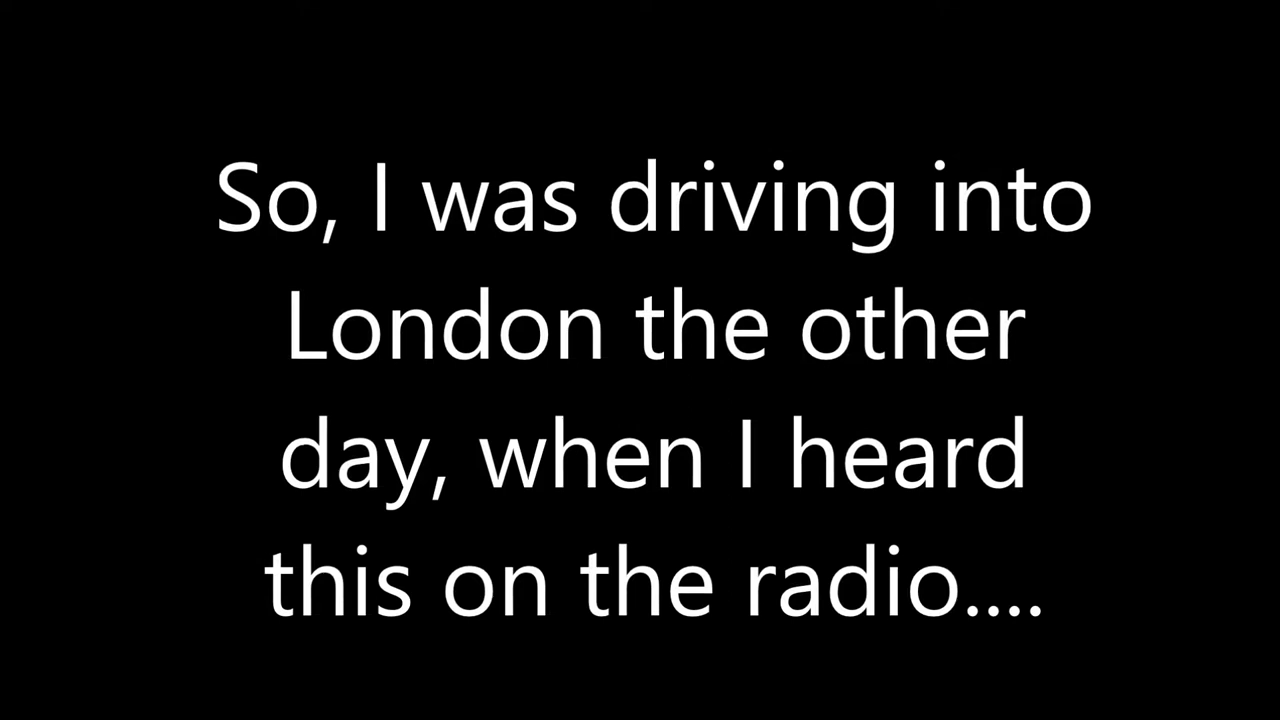 So, I was driving into
London the other
day, when I heard
this on the radio....